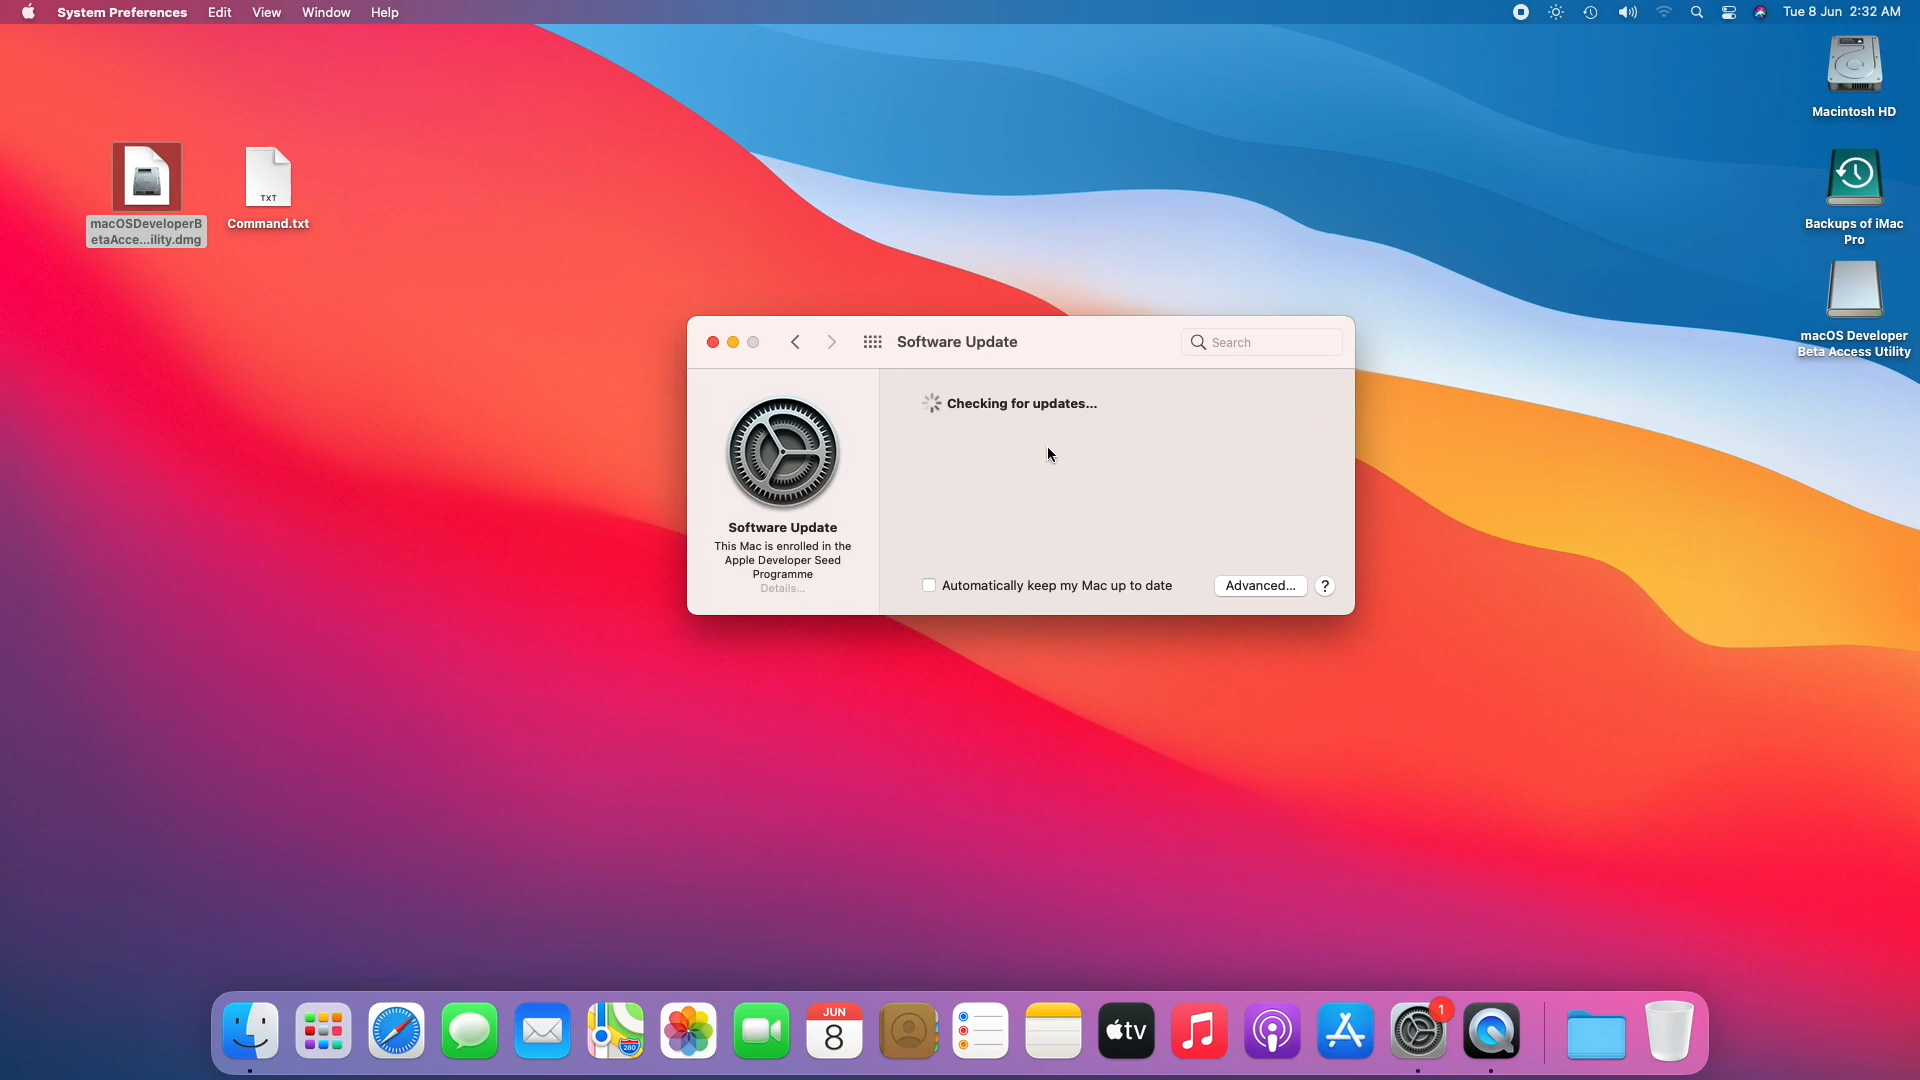 System Preferences Edit View Window Help
Tue 8 Jun 2:32 AM
Macintosh HD
macOSDeveloperB
etaAcce...ility.dmg
TXT
Command.txt
Backups of iMac
Pro
macOS Developer
Beta Access Utility
Software Update
Search
Checking for updates...
Software Update
This Mac is enrolled in the
Apple Developer Seed
Programme
Details...
Automatically keep my Mac up to date
Advanced...
?
280
JUN
8
tv
1